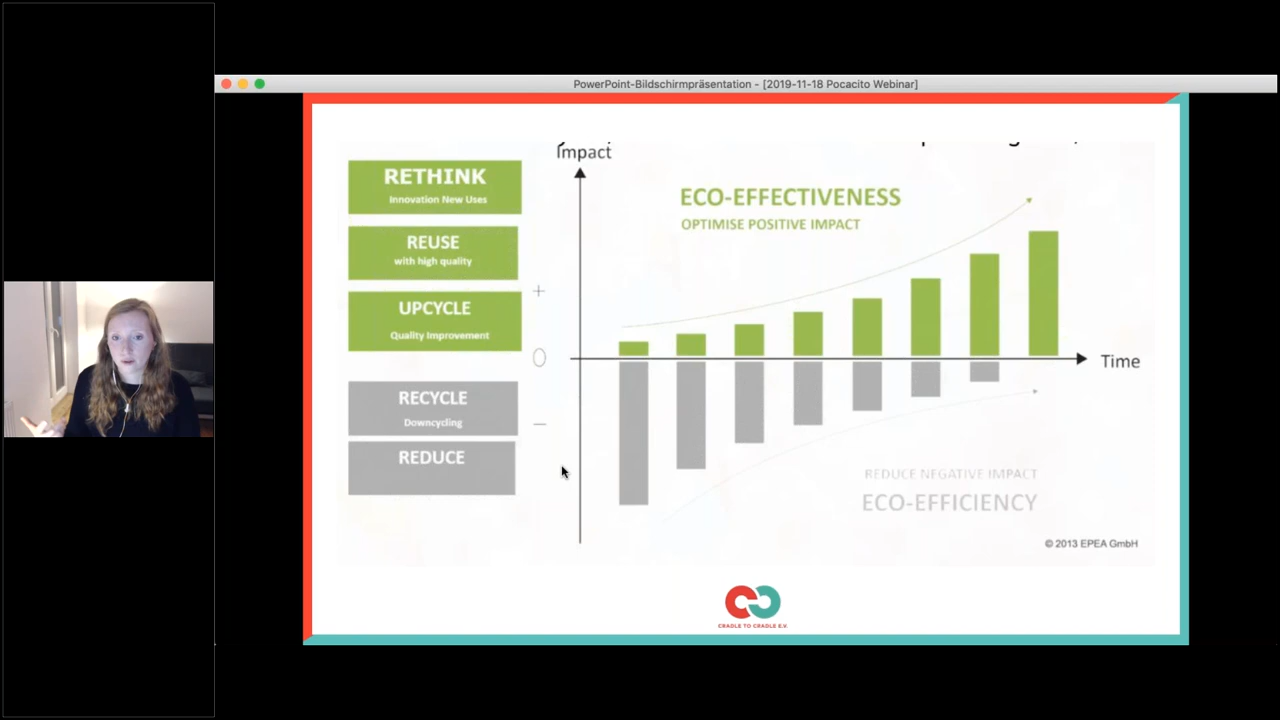 PowerPoint-Bildschirmpräsentation - [2019-11-18 Pocacito Webinar]
Impact
RETHINK
Innovation New Uses
REUSE
with high quality
UPCYCLE
Quality Improvement
RECYCLE
Downcycling
REDUCE
+
0
—
ECO-EFFECTIVENESS
OPTIMISE POSITIVE IMPACT
Time
REDUCE NEGATIVE IMPACT
ECO-EFFICIENCY
© 2013 EPEA GmbH
CRADLE TO CRADLE E.V.